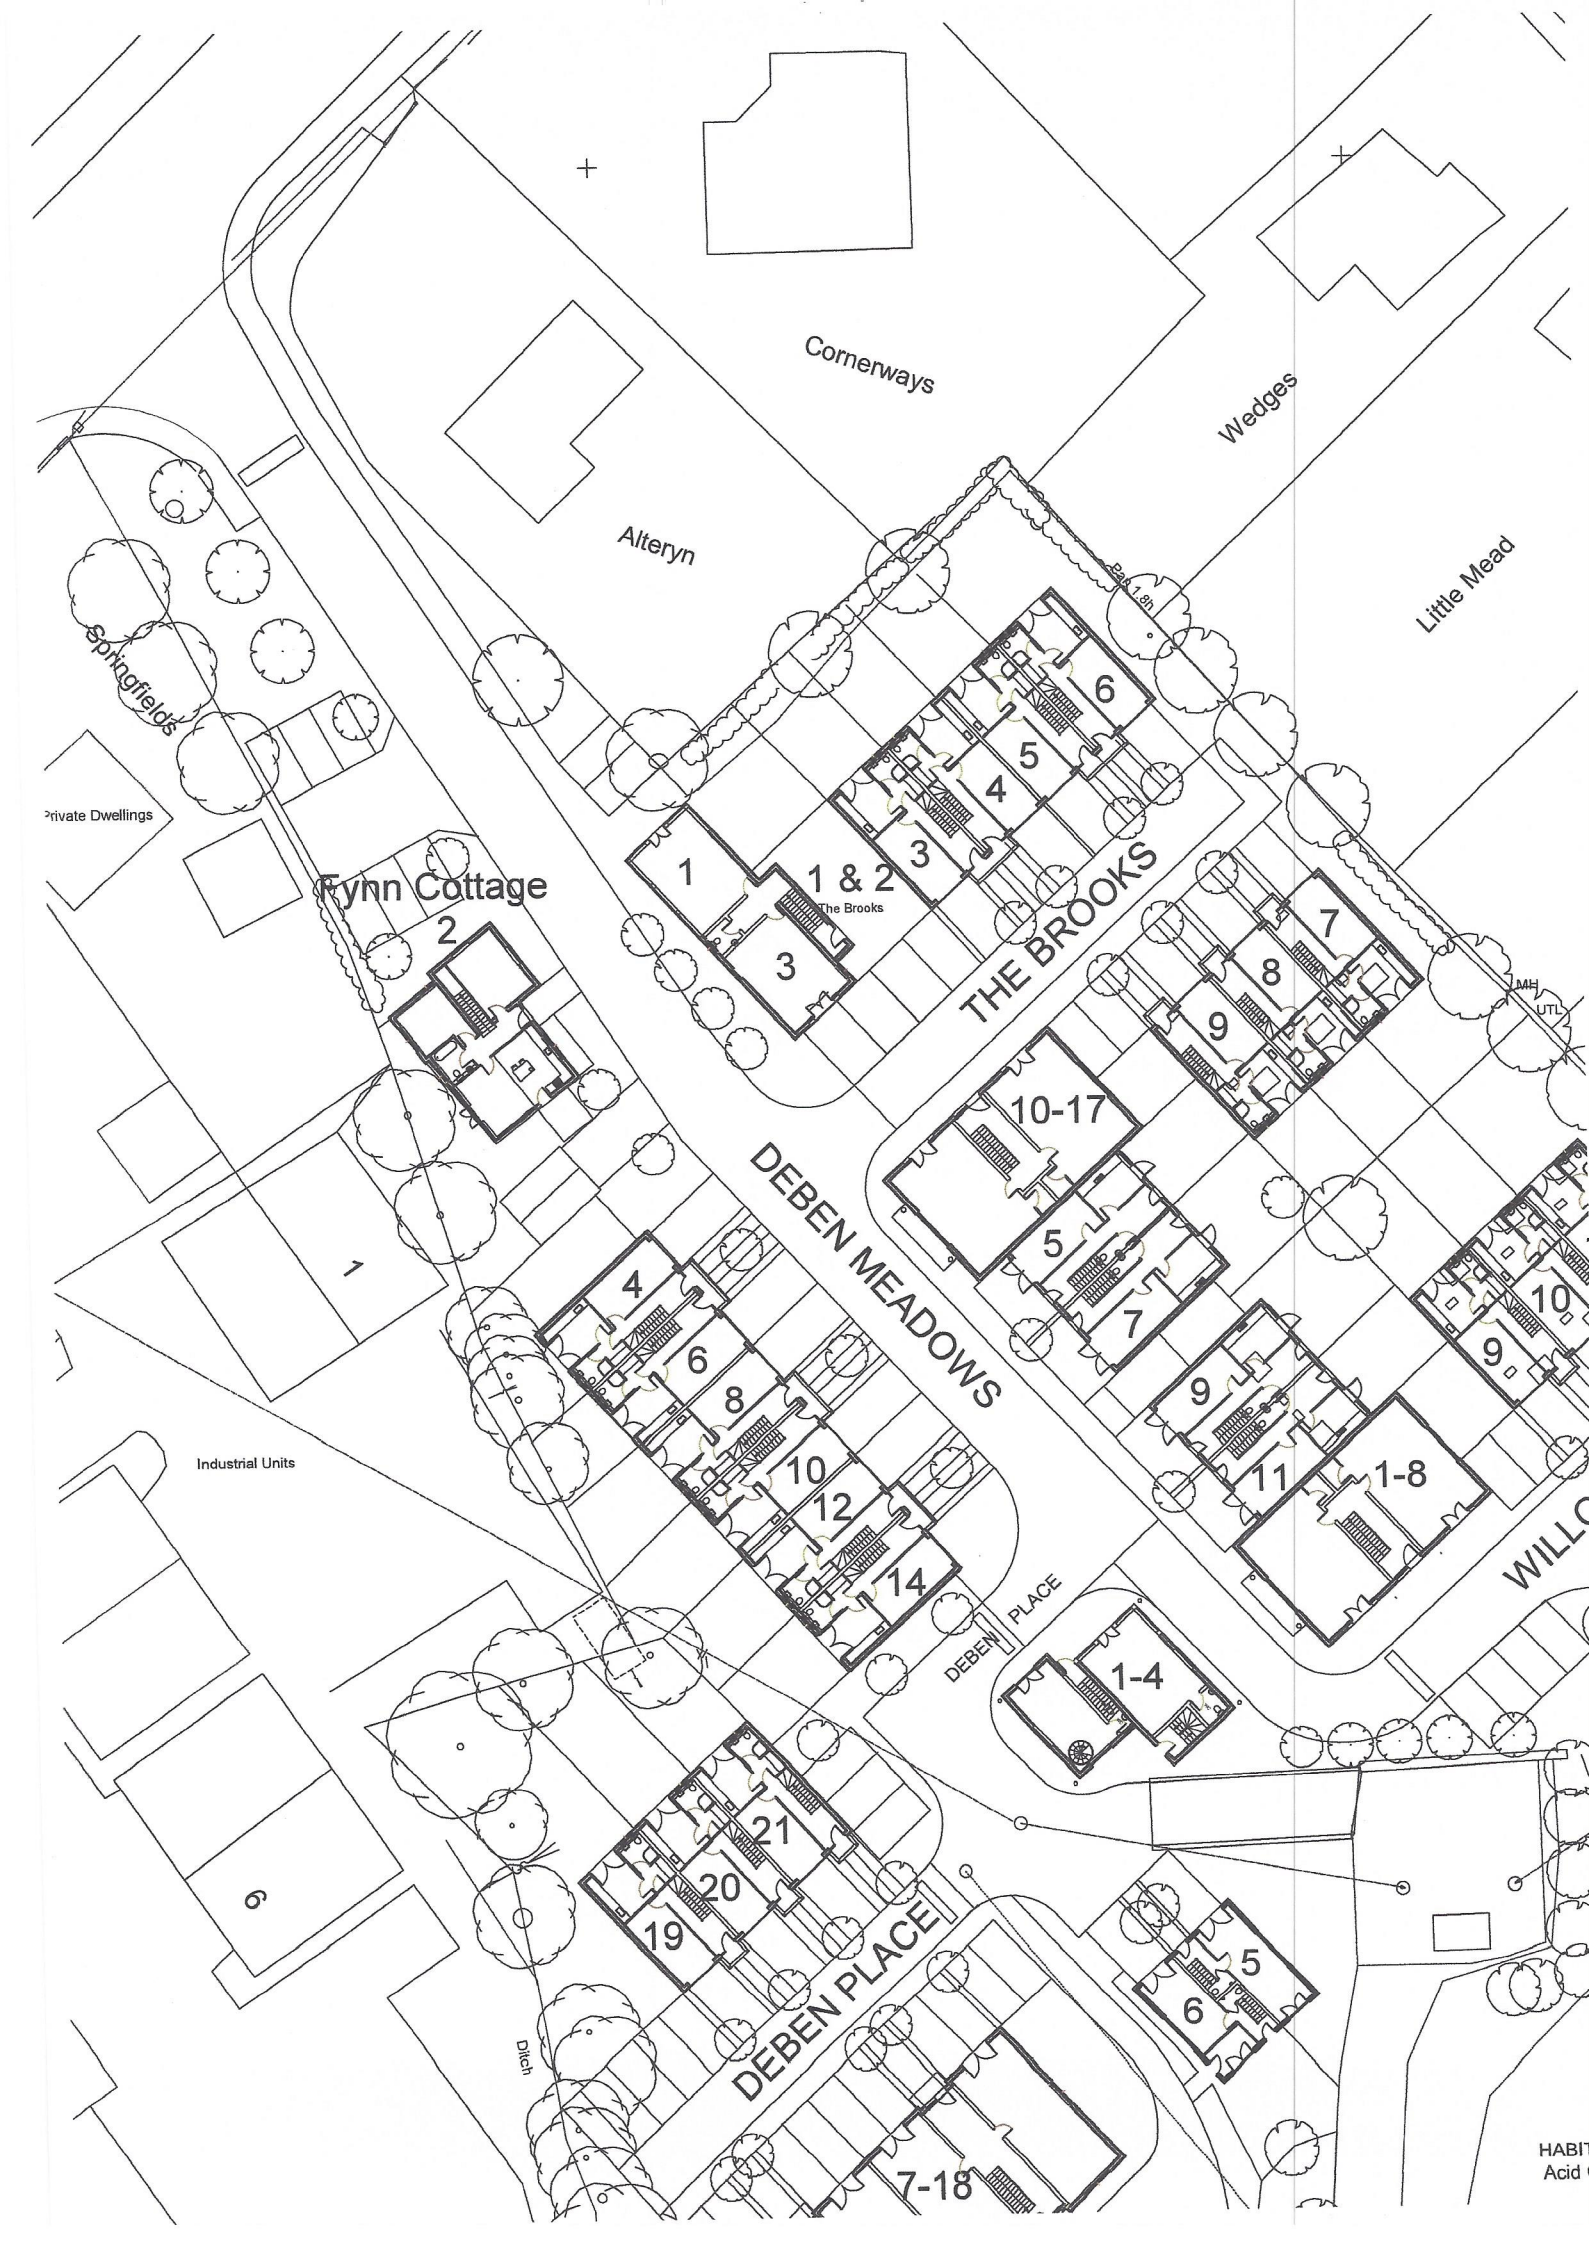 Cornerways
Wedges
Alteryn
Little Mead
Pan 1.8h
Springfields
Private Dwellings
Fynn Cottage
2
6
5
4
3
1
1 & 2
The Brooks
3
THE BROOKS
7
8
9
MH
UTL
10-17
5
7
DEBEN MEADOWS
1
4
6
8
10
12
14
9
11
1-8
10
9
Industrial Units
DEBEN PLACE
1-4
21
20
19
6
DEBEN PLACE
5
6
Ditch
7-18